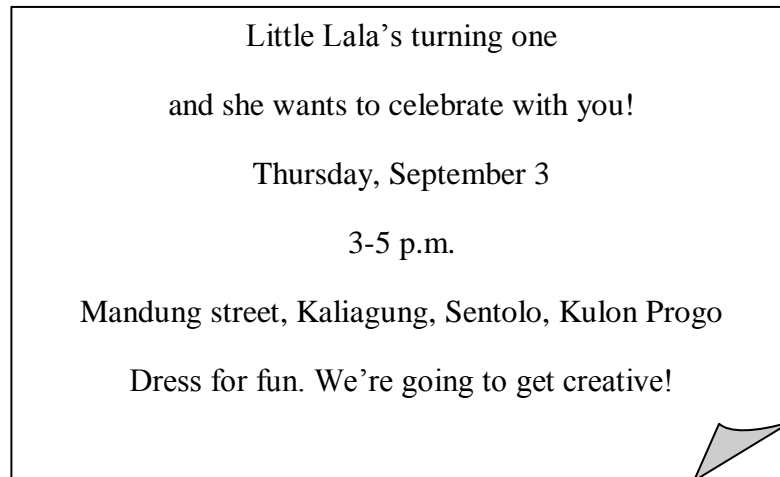 Little Lala’s turning one
and she wants to celebrate with you!
Thursday, September 3
3-5 p.m.
Mandung street, Kaliagung, Sentolo, Kulon Progo
Dress for fun. We’re going to get creative!